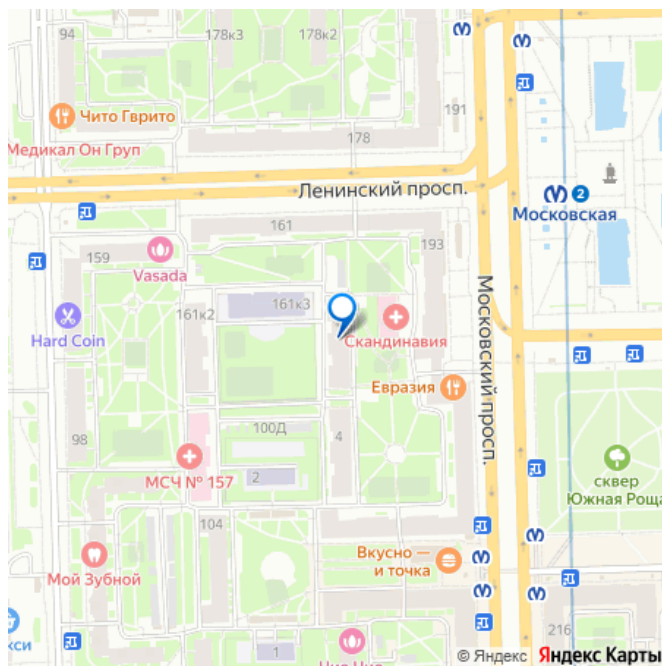 94
178к3
178к2
Чито Гврито
191
Медикал Он Груп
178
Ленинский просп.
2
Московская
161
193
159
Vasada
161к3
161к2
Hard Coin
Скандинавия
Московский просп.
Евразия
100Д
4
98
МСЧ № 157
2
сквер
Южная Роща
104
Вкусно —
и точка
Мой Зубной
216
1
© Яндекс Яндекс Карты